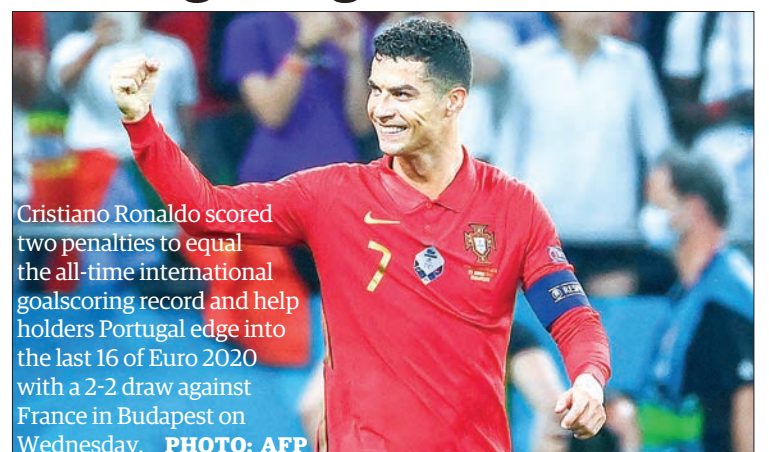 Cristiano Ronaldo scored
two penalties to equal
the all-time international
goalscoring record and help
holders Portugal edge into
the last 16 of Euro 2020
with a 2-2 draw against
France in Budapest on
Wednesday. PHOTO: AFP
7